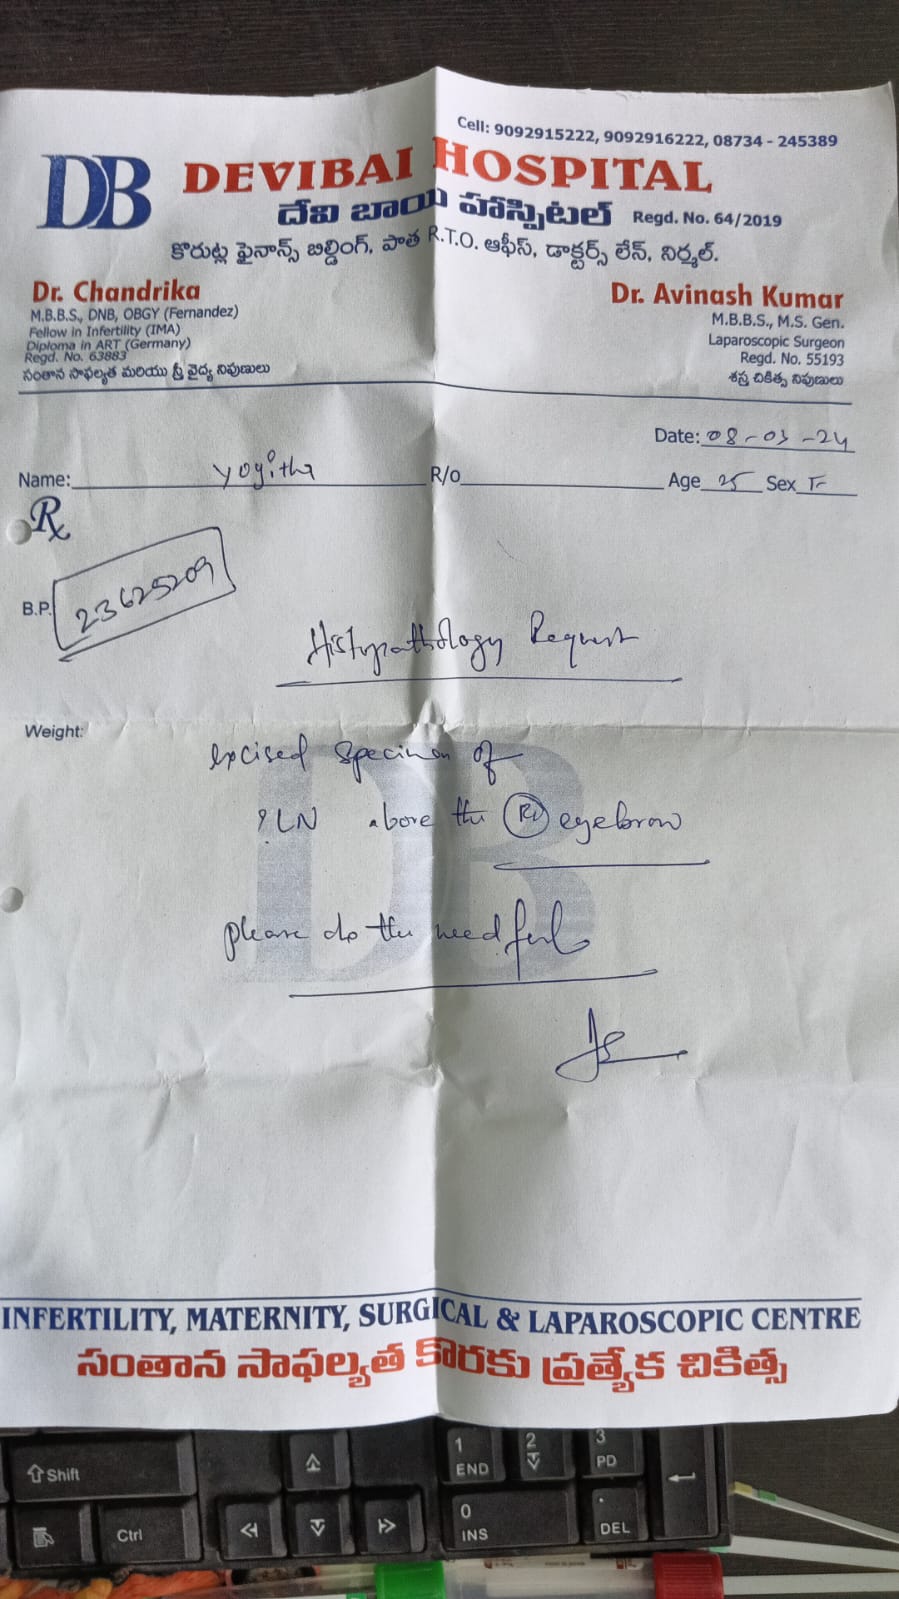 Cell: 9092915222, 9092916222, 08734 - 245389
DB DEVIBAI HOSPITAL
దేవి బాయి హాస్పిటల్ Regd. No. 64/2019
కొరుట్ల ఫైనాన్స్ బిల్డింగ్, పాత R.T.O. ఆఫీస్, డాక్టర్స్ లేన్, నిర్మల్.
Dr. Chandrika
M.B.B.S., DNB, OBGY (Fernandez)
Fellow in Infertility (IMA)
Diploma in ART (Germany)
Regd. No. 63883
సంతాన సాఫల్యత మరియు స్త్రీ వైద్య నిపుణులు
Dr. Avinash Kumar
M.B.B.S., M.S. Gen.
Laparoscopic Surgeon
Regd. No. 55193
శస్త్ర చికిత్స నిపుణులు
Date: 08-03-24
Name: Yogitha R/O Age 25 Sex F
Rx
B.P. 23625209
Histopathology Request
Weight:
excised specimen of
?LN above the Rt eyebrow
please do the needful
DB
INFERTILITY, MATERNITY, SURGICAL & LAPAROSCOPIC CENTRE
సంతాన సాఫల్యత కొరకు ప్రత్యేక చికిత్స
Shift
1 END
2
3 PD
Ctrl
0 INS
. DEL